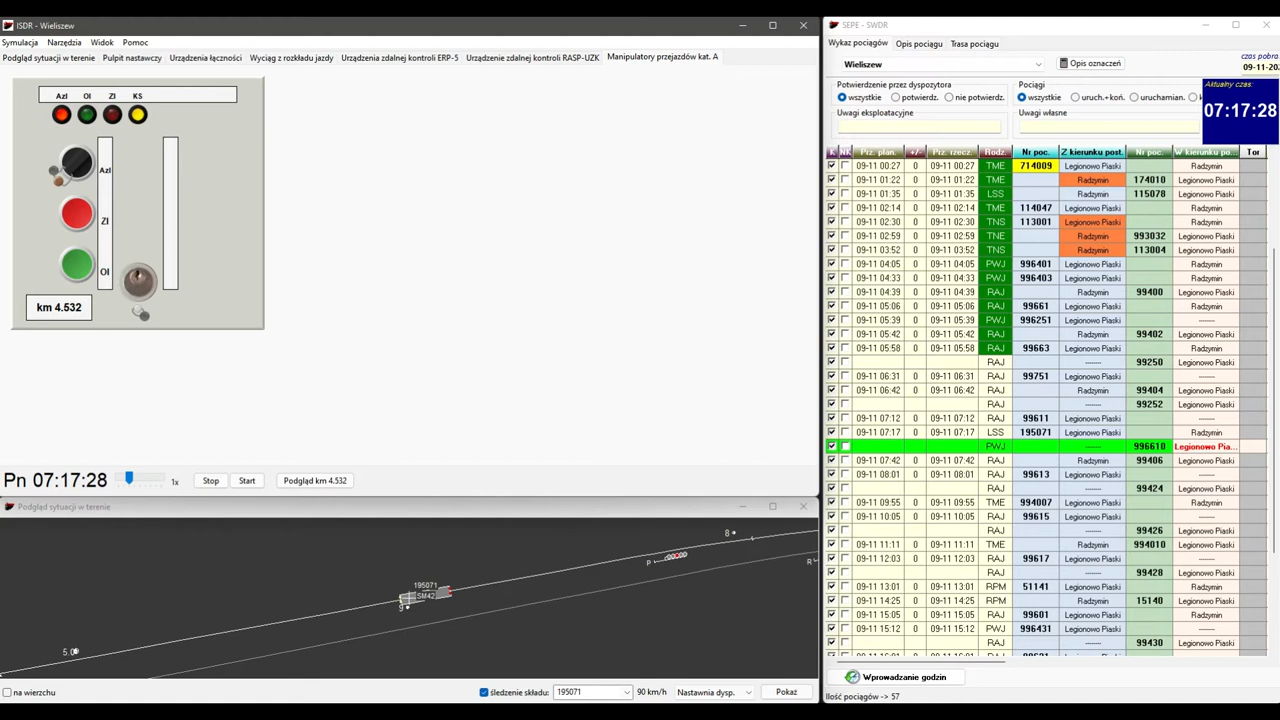 ISDR - Wieliszew
Symulacja Narzędzia Widok Pomoc
Podgląd sytuacji w terenie Pulpit nastawczy Urządzenia łączności Wyciąg z rozkładu jazdy Urządzenia zdalnej kontroli ERP-5 Urządzenie zdalnej kontroli RASP-UZK Manipulatory przejazdów kat. A
Azl Ol Zl KS
Azl
Zl
Ol
km 4.532
Pn 07:17:28 1x Stop Start Podgląd km 4.532
Podgląd sytuacji w terenie
8
P
R
195071
SM42
9
5.0
na wierzchu śledzenie składu: 195071 90 km/h Nastawnia dysp. Pokaż
SEPE - SWDR
Wykaz pociągów Opis pociągu Trasa pociągu
Wieliszew Opis oznaczeń
09-11-20
Potwierdzenie przez dyspozytora Pociągi
wszystkie potwierdz. nie potwierdz. wszystkie uruch.+koń. uruchamian.
Uwagi eksploatacyjne Uwagi własne
Aktualny czas:
07:17:28
K NK Prz. plan. +/- Prz. rzecz. Rodz. Nr poc. Z kierunku post. Nr poc. W kierunku po... Tor
09-11 00:27 0 09-11 00:27 TME 714009 Legionowo Piaski Radzymin
09-11 01:22 0 09-11 01:22 TME Radzymin 174010 Legionowo Piaski
09-11 01:35 0 09-11 01:35 LSS Radzymin 115078 Legionowo Piaski
09-11 02:14 0 09-11 02:14 TME 114047 Legionowo Piaski Radzymin
09-11 02:30 0 09-11 02:30 TNS 113001 Legionowo Piaski Radzymin
09-11 02:59 0 09-11 02:59 TNE Radzymin 993032 Legionowo Piaski
09-11 03:52 0 09-11 03:52 TNS Radzymin 113004 Legionowo Piaski
09-11 04:05 0 09-11 04:05 PWJ 996401 Legionowo Piaski Radzymin
09-11 04:33 0 09-11 04:33 PWJ 996403 Legionowo Piaski Radzymin
09-11 04:39 0 09-11 04:39 RAJ Radzymin 99400 Legionowo Piaski
09-11 05:06 0 09-11 05:06 RAJ 99661 Legionowo Piaski Radzymin
09-11 05:39 0 09-11 05:39 PWJ 996251 Legionowo Piaski -------
09-11 05:42 0 09-11 05:42 RAJ Radzymin 99402 Legionowo Piaski
09-11 05:58 0 09-11 05:58 RAJ 99663 Legionowo Piaski Radzymin
RAJ ------- 99250 Legionowo Piaski
09-11 06:31 0 09-11 06:31 RAJ 99751 Legionowo Piaski -------
09-11 06:42 0 09-11 06:42 RAJ Radzymin 99404 Legionowo Piaski
RAJ ------- 99252 Legionowo Piaski
09-11 07:12 0 09-11 07:12 RAJ 99611 Legionowo Piaski -------
09-11 07:17 0 09-11 07:17 LSS 195071 Legionowo Piaski Radzymin
PWJ ------- 996610 Legionowo Pia...
09-11 07:42 0 09-11 07:42 RAJ Radzymin 99406 Legionowo Piaski
09-11 08:01 0 09-11 08:01 RAJ 99613 Legionowo Piaski -------
RAJ ------- 99424 Legionowo Piaski
09-11 09:55 0 09-11 09:55 TME 994007 Legionowo Piaski Radzymin
09-11 10:05 0 09-11 10:05 RAJ 99615 Legionowo Piaski -------
RAJ ------- 99426 Legionowo Piaski
09-11 11:11 0 09-11 11:11 TME Radzymin 994010 Legionowo Piaski
09-11 12:03 0 09-11 12:03 RAJ 99617 Legionowo Piaski -------
RAJ ------- 99428 Legionowo Piaski
09-11 13:01 0 09-11 13:01 RPM 51141 Legionowo Piaski Radzymin
09-11 14:25 0 09-11 14:25 RPM Radzymin 15140 Legionowo Piaski
09-11 15:05 0 09-11 15:05 RAJ 99601 Legionowo Piaski Radzymin
09-11 15:12 0 09-11 15:12 PWJ 996431 Legionowo Piaski Radzymin
RAJ ------- 99430 Legionowo Piaski
Wprowadzanie godzin
Ilość pociągów -> 57